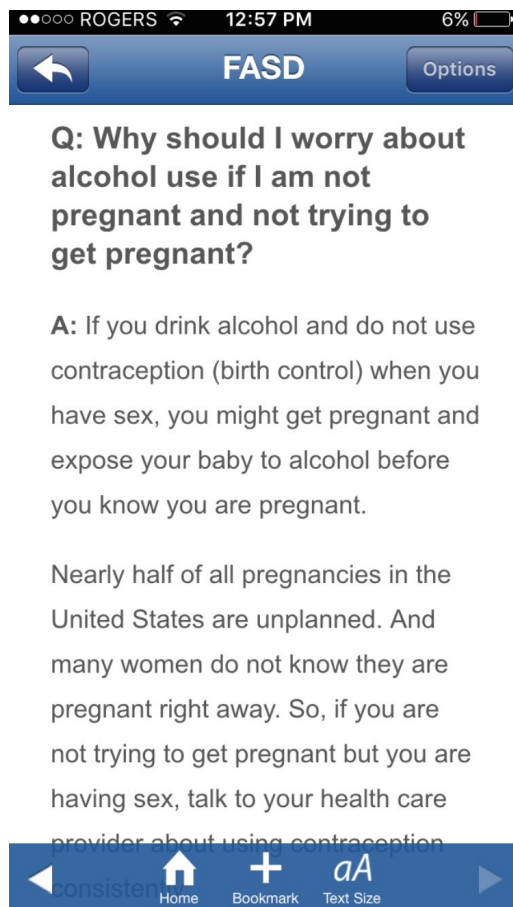 ROGERS 12:57 PM 6%
FASD Options
Q: Why should I worry about
alcohol use if I am not
pregnant and not trying to
get pregnant?
A: If you drink alcohol and do not use
contraception (birth control) when you
have sex, you might get pregnant and
expose your baby to alcohol before
you know you are pregnant.
Nearly half of all pregnancies in the
United States are unplanned. And
many women do not know they are
pregnant right away. So, if you are
not trying to get pregnant but you are
having sex, talk to your health care
provider about using contraception
consistently.
Home Bookmark aA Text Size